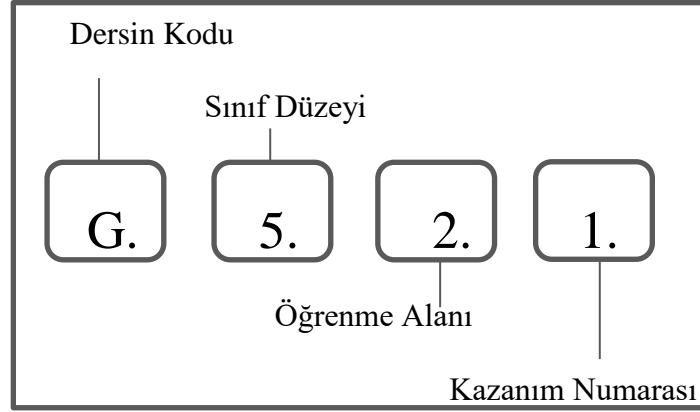 Dersin Kodu
Sınıf Düzeyi
G. 5. 2. 1.
Öğrenme Alanı
Kazanım Numarası